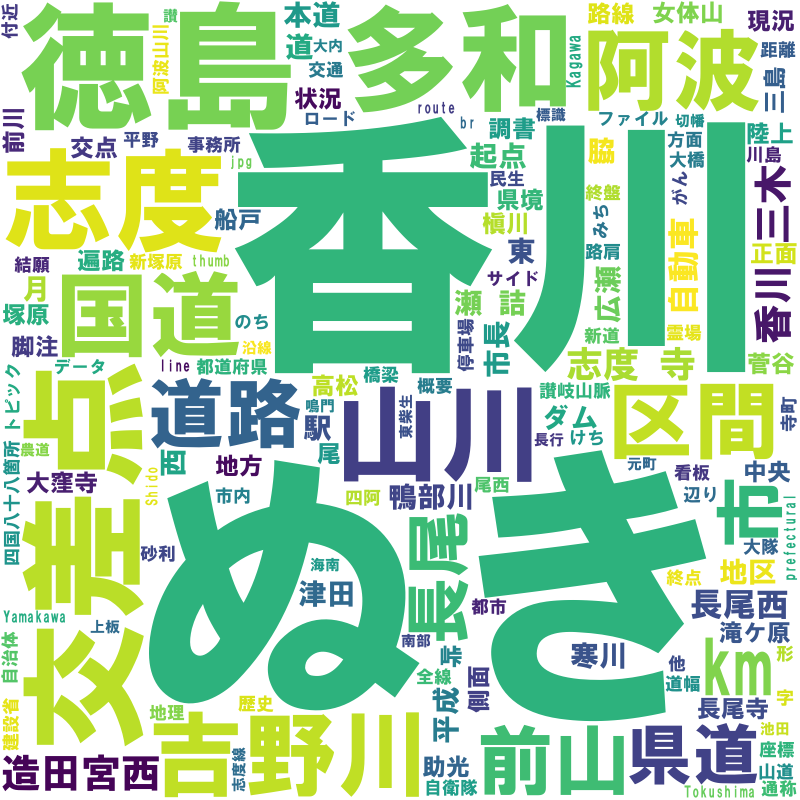 付近
讃
徳島
阿波山川
本道
道
大内
交通
多和
Kagawa
路線
女体山
阿波
現況
距離
三島
前川
交点
平野
事務所
状況
ロード
route
br
標識
調書
ファイル
切幡
陸上
jpg
起点
脇
方面
大橋
川島
志度
香川
民生
県境
終盤
がん
三木
船戸
槇川
みち
自動車
結願
遍路
新塚原
thumb
東
サイド
路肩
正面
月
国道
のち
瀬
詰
広瀬
新道
霊場
香川
塚原
脚注
データ
line
沿線
都道府県
停車場
市長
志度
寺
菅谷
トピック
高松
橋梁
概要
讃岐山脈
交差点
道路
鳴門
駅
山川
東柴生
ダム
区間
寺町
農道
西
尾
長行
けち
四国八十八箇所
大窪寺
Shido
地方
元町
看板
中央
市内
四阿
鴨部川
尾西
辺り
市
砂利
ぬき
長尾
大隊
prefectural
海南
終点
地区
津田
都市
長尾西
Yamakawa
上板
南部
寒川
滝ケ原
自治体
峠
全線
他
道幅
km
形
建設省
地理
歴史
平成
側面
長尾寺
字
池田
造田宮西
志度線
吉野川
助光
自衛隊
前山
県道
座標
山道
Tokushima
通称